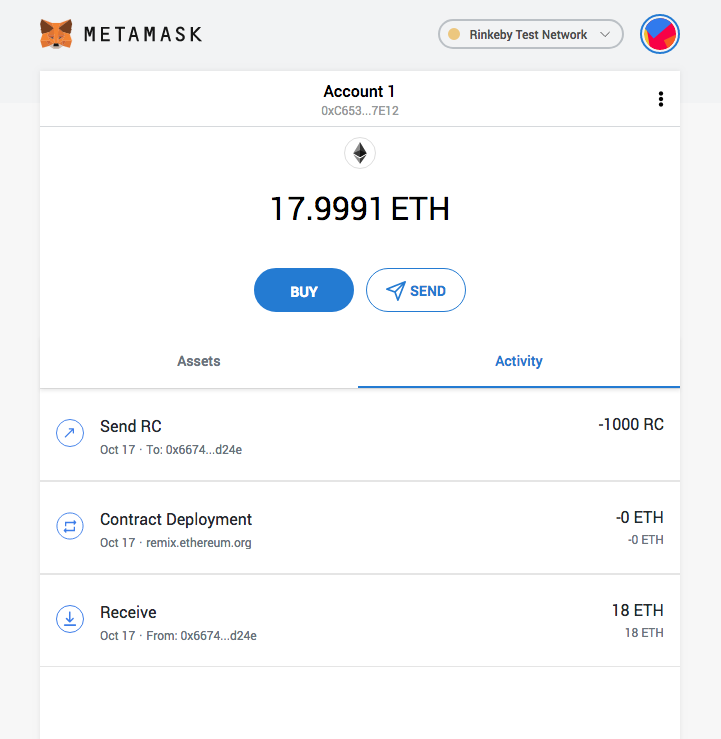 METAMASK
Rinkeby Test Network
Account 1
0xC653...7E12
17.9991 ETH
BUY
SEND
Assets
Activity
Send RC
-1000 RC
Oct 17 · To: 0x6674...d24e
Contract Deployment
-0 ETH
Oct 17 · remix.ethereum.org
-0 ETH
Receive
18 ETH
Oct 17 · From: 0x6674...d24e
18 ETH